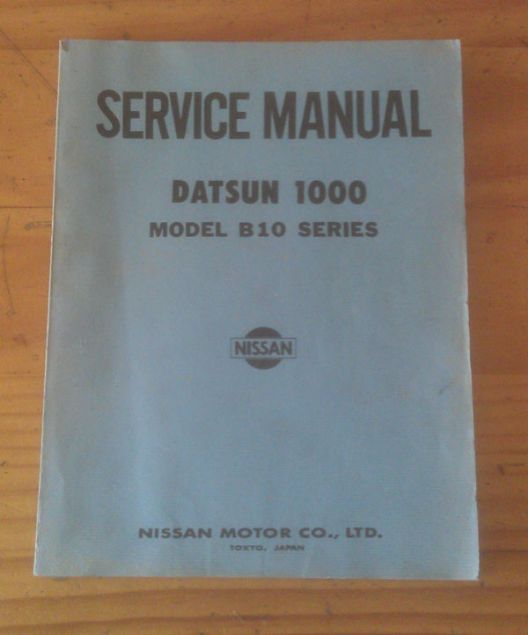 SERVICE MANUAL
DATSUN 1000
MODEL B10 SERIES
NISSAN
NISSAN MOTOR CO., LTD.
TOKYO, JAPAN